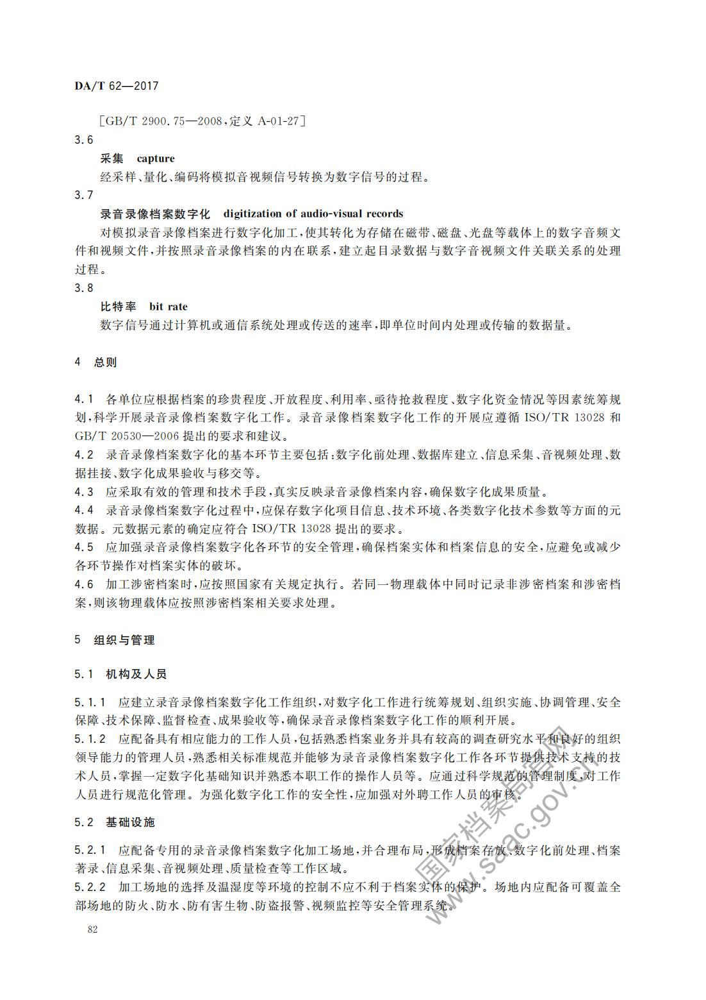 DA/T 62—2017
[GB/T 2900.75—2008,定义 A-01-27]
3.6
采集 capture
经采样、量化、编码将模拟音视频信号转换为数字信号的过程。
3.7
录音录像档案数字化 digitization of audio-visual records
对模拟录音录像档案进行数字化加工,使其转化为存储在磁带、磁盘、光盘等载体上的数字音频文
件和视频文件,并按照录音录像档案的内在联系,建立起目录数据与数字音视频文件关联关系的处理
过程。
3.8
比特率 bit rate
数字信号通过计算机或通信系统处理或传送的速率,即单位时间内处理或传输的数据量。
4 总则
4.1 各单位应根据档案的珍贵程度、开放程度、利用率、亟待抢救程度、数字化资金情况等因素统筹规
划,科学开展录音录像档案数字化工作。录音录像档案数字化工作的开展应遵循 ISO/TR 13028 和
GB/T 20530—2006 提出的要求和建议。
4.2 录音录像档案数字化的基本环节主要包括:数字化前处理、数据库建立、信息采集、音视频处理、数
据挂接、数字化成果验收与移交等。
4.3 应采取有效的管理和技术手段,真实反映录音录像档案内容,确保数字化成果质量。
4.4 录音录像档案数字化过程中,应保存数字化项目信息、技术环境、各类数字化技术参数等方面的元
数据。元数据元素的确定应符合 ISO/TR 13028 提出的要求。
4.5 应加强录音录像档案数字化各环节的安全管理,确保档案实体和档案信息的安全,应避免或减少
各环节操作对档案实体的破坏。
4.6 加工涉密档案时,应按照国家有关规定执行。若同一物理载体中同时记录非涉密档案和涉密档
案,则该物理载体应按照涉密档案相关要求处理。
5 组织与管理
5.1 机构及人员
5.1.1 应建立录音录像档案数字化工作组织,对数字化工作进行统筹规划、组织实施、协调管理、安全
保障、技术保障、监督检查、成果验收等,确保录音录像档案数字化工作的顺利开展。
5.1.2 应配备具有相应能力的工作人员,包括熟悉档案业务并具有较高的调查研究水平和良好的组织
领导能力的管理人员,熟悉相关标准规范并能够为录音录像档案数字化工作各环节提供技术支持的技
术人员,掌握一定数字化基础知识并熟悉本职工作的操作人员等。应通过科学规范的管理制度,对工作
人员进行规范化管理。为强化数字化工作的安全性,应加强对外聘工作人员的审核。
5.2 基础设施
5.2.1 应配备专用的录音录像档案数字化加工场地,并合理布局,形成档案存放、数字化前处理、档案
著录、信息采集、音视频处理、质量检查等工作区域。
5.2.2 加工场地的选择及温湿度等环境的控制不应不利于档案实体的保护。场地内应配备可覆盖全
部场地的防火、防水、防有害生物、防盗报警、视频监控等安全管理系统。
82
国家档案局官网
www.saac.gov.cn